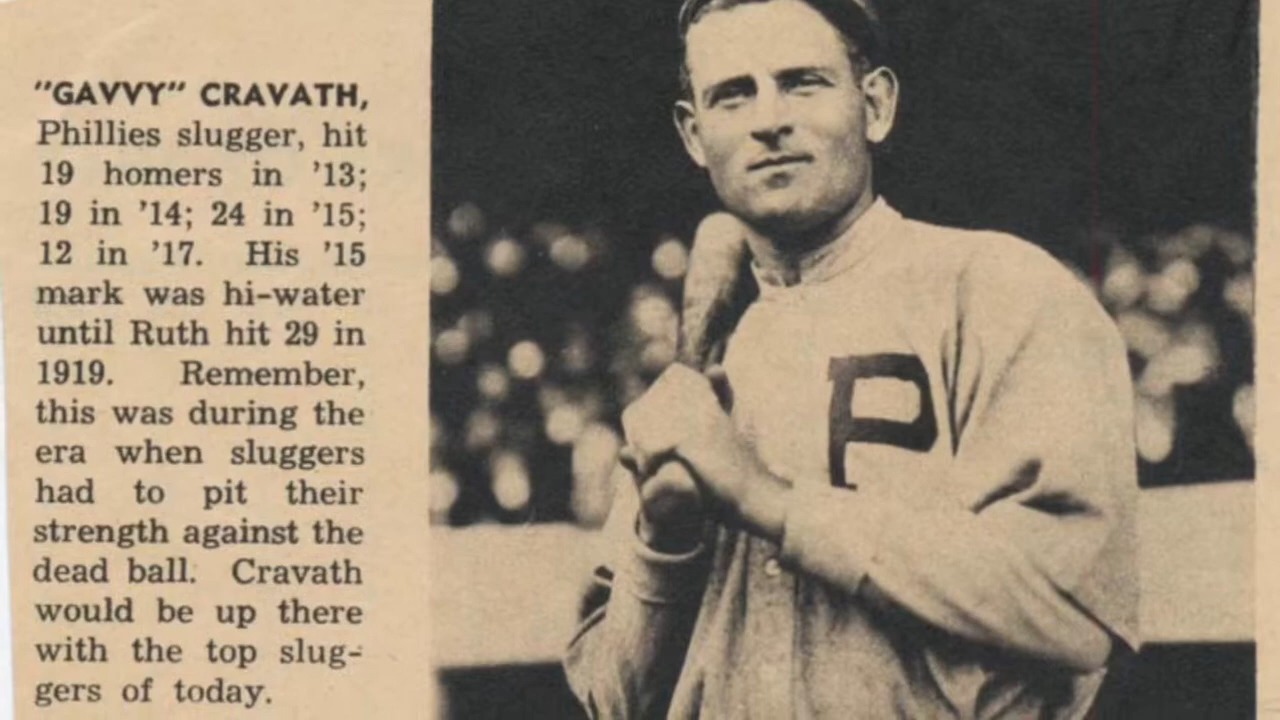 "GAVVY" CRAVATH,
Phillies slugger, hit
19 homers in '13;
19 in '14; 24 in '15;
12 in '17. His '15
mark was hi-water
until Ruth hit 29 in
1919. Remember,
this was during the
era when sluggers
had to pit their
strength against the
dead ball. Cravath
would be up there
with the top slug-
gers of today.
P